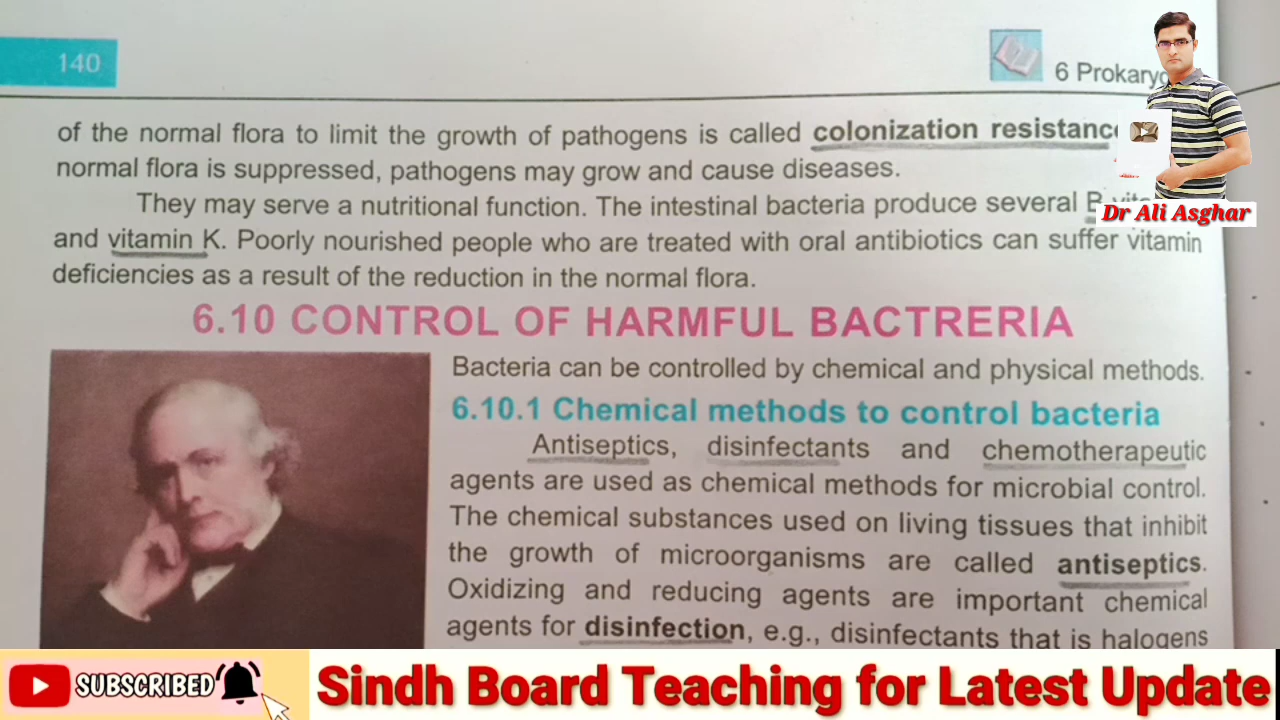 140
6 Prokaryo
of the normal flora to limit the growth of pathogens is called colonization resistanc
normal flora is suppressed, pathogens may grow and cause diseases.
They may serve a nutritional function. The intestinal bacteria produce several B
and vitamin K. Poorly nourished people who are treated with oral antibiotics can suffer vitamin
deficiencies as a result of the reduction in the normal flora.
6.10 CONTROL OF HARMFUL BACTRERIA
Bacteria can be controlled by chemical and physical methods.
6.10.1 Chemical methods to control bacteria
Antiseptics, disinfectants and chemotherapeutic
agents are used as chemical methods for microbial control.
The chemical substances used on living tissues that inhibit
the growth of microorganisms are called antiseptics.
Oxidizing and reducing agents are important chemical
agents for disinfection, e.g., disinfectants that is halogens
Dr Ali Asghar
SUBSCRIBED
Sindh Board Teaching for Latest Update